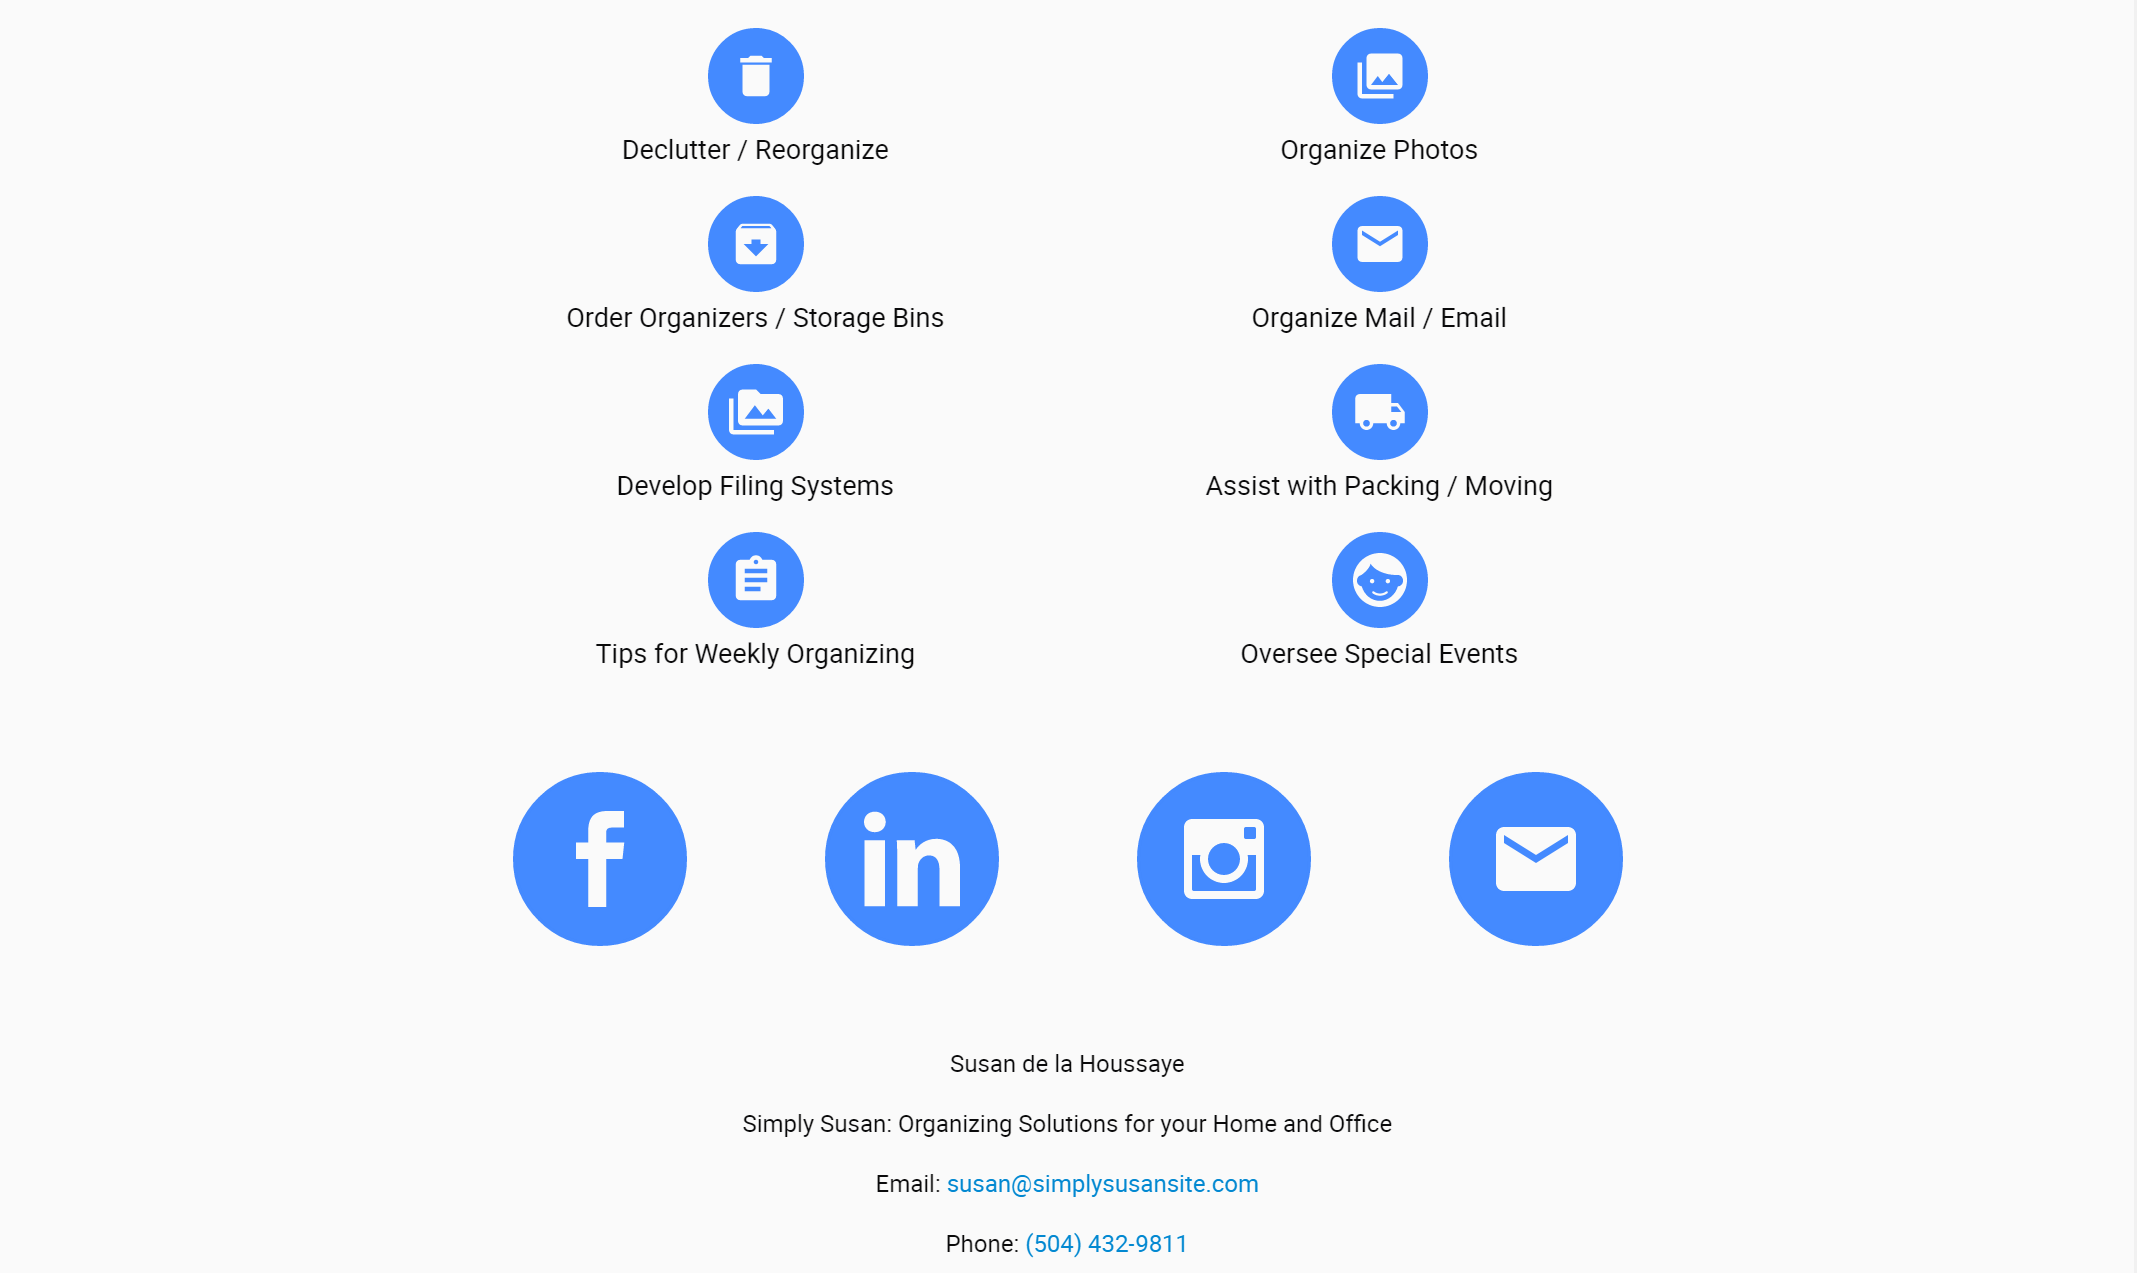 Declutter / Reorganize
Organize Photos
Order Organizers / Storage Bins
Organize Mail / Email
Develop Filing Systems
Assist with Packing / Moving
Tips for Weekly Organizing
Oversee Special Events
f
in
Susan de la Houssaye
Simply Susan: Organizing Solutions for your Home and Office
Email: susan@simplysusansite.com
Phone: (504) 432-9811